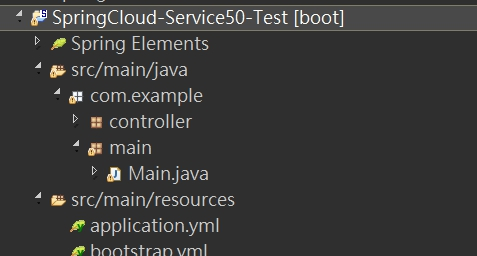 SpringCloud-Service50-Test [boot]
Spring Elements
src/main/java
com.example
controller
main
Main.java
src/main/resources
application.yml
bootstrap.yml